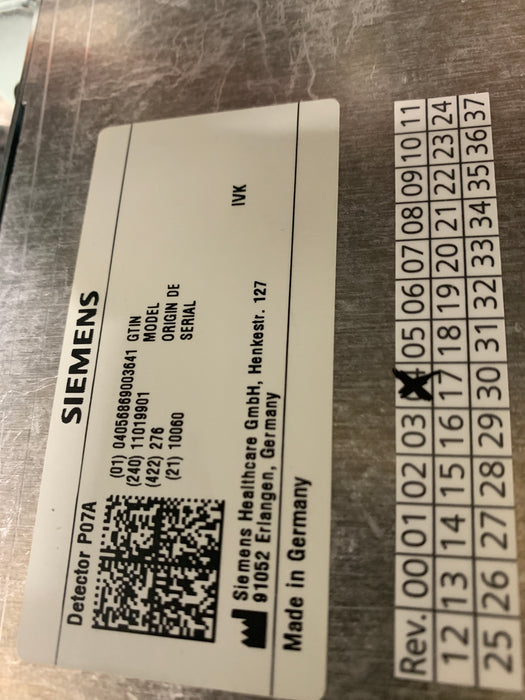 SIEMENS
Detector P07A
(01) 04056869003641 GTIN
(240) 11019901 MODEL
(422) 276 ORIGIN DE
(21) 10060 SERIAL
IVK
Siemens Healthcare GmbH, Henkestr. 127
91052 Erlangen, Germany
Made in Germany
Rev. 00 01 02 03 05 06 07 08 09 10 11
12 13 14 15 16 17 18 19 20 21 22 23 24
25 26 27 28 29 30 31 32 33 34 35 36 37